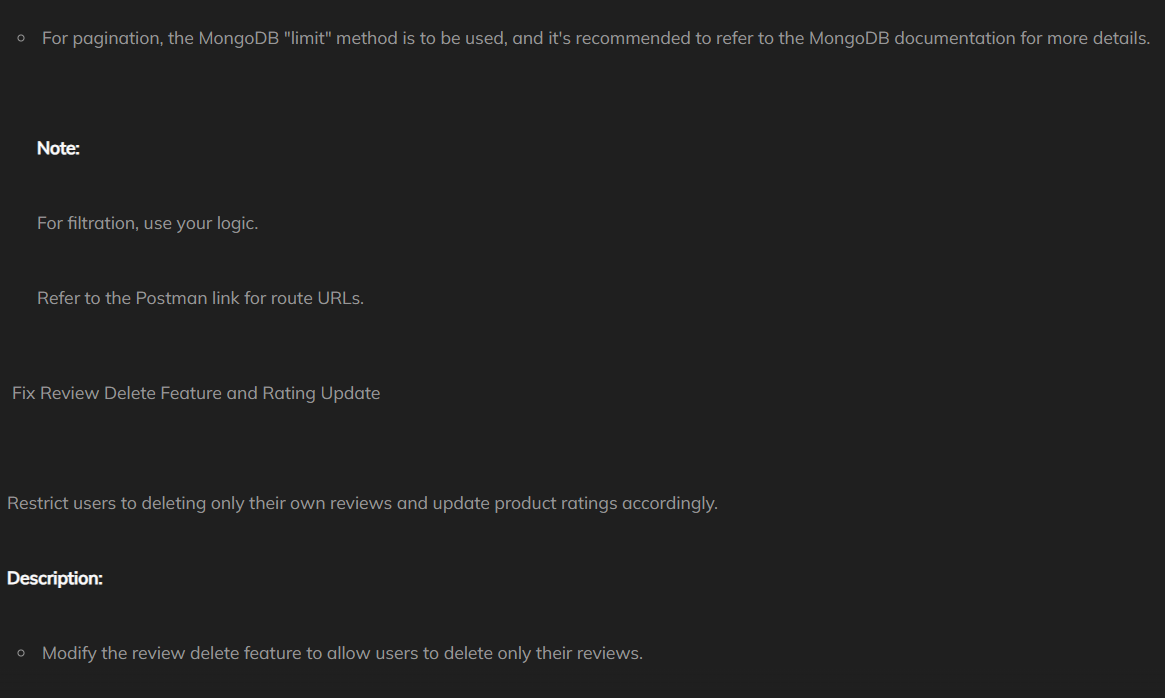 For pagination, the MongoDB "limit" method is to be used, and it's recommended to refer to the MongoDB documentation for more details.
Note:
For filtration, use your logic.
Refer to the Postman link for route URLs.
Fix Review Delete Feature and Rating Update
Restrict users to deleting only their own reviews and update product ratings accordingly.
Description:
Modify the review delete feature to allow users to delete only their reviews.